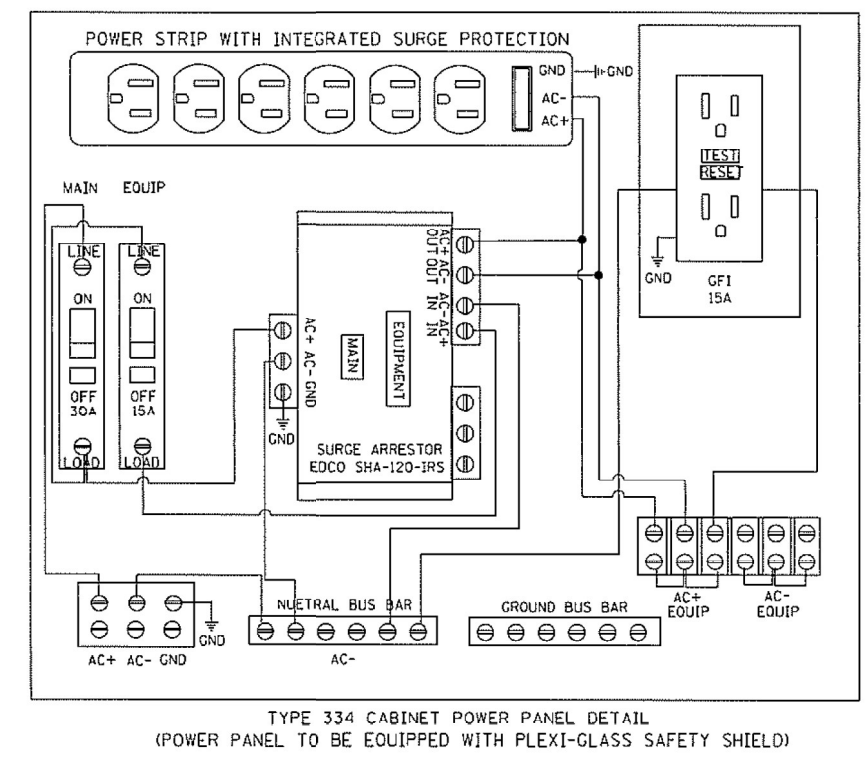 POWER STRIP WITH INTEGRATED SURGE PROTECTION
GND
GND
AC-
AC+
TEST
RESET
GND
GFI
15A
MAIN
EQUIP
LINE
ON
OFF
30A
LOAD
LINE
ON
OFF
15A
LOAD
AC+ AC- GND
GND
MAIN
EQUIPMENT
AC+ AC- AC- AC+
OUT OUT IN IN
SURGE ARRESTOR
EDCO SHA-120-IRS
AC+
EQUIP
AC-
EQUIP
GND
AC+ AC- GND
NUETRAL BUS BAR
AC-
GROUND BUS BAR
TYPE 334 CABINET POWER PANEL DETAIL
(POWER PANEL TO BE EQUIPPED WITH PLEXI-GLASS SAFETY SHIELD)